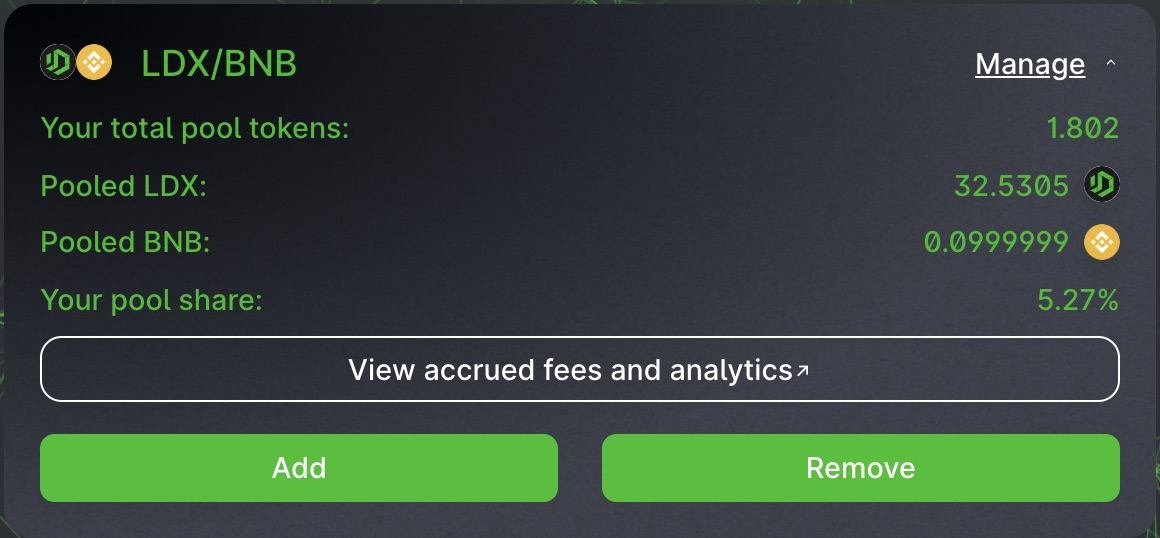 LDX/BNB Manage
Your total pool tokens: 1.802
Pooled LDX: 32.5305
Pooled BNB: 0.0999999
Your pool share: 5.27%
View accrued fees and analytics↗
Add Remove